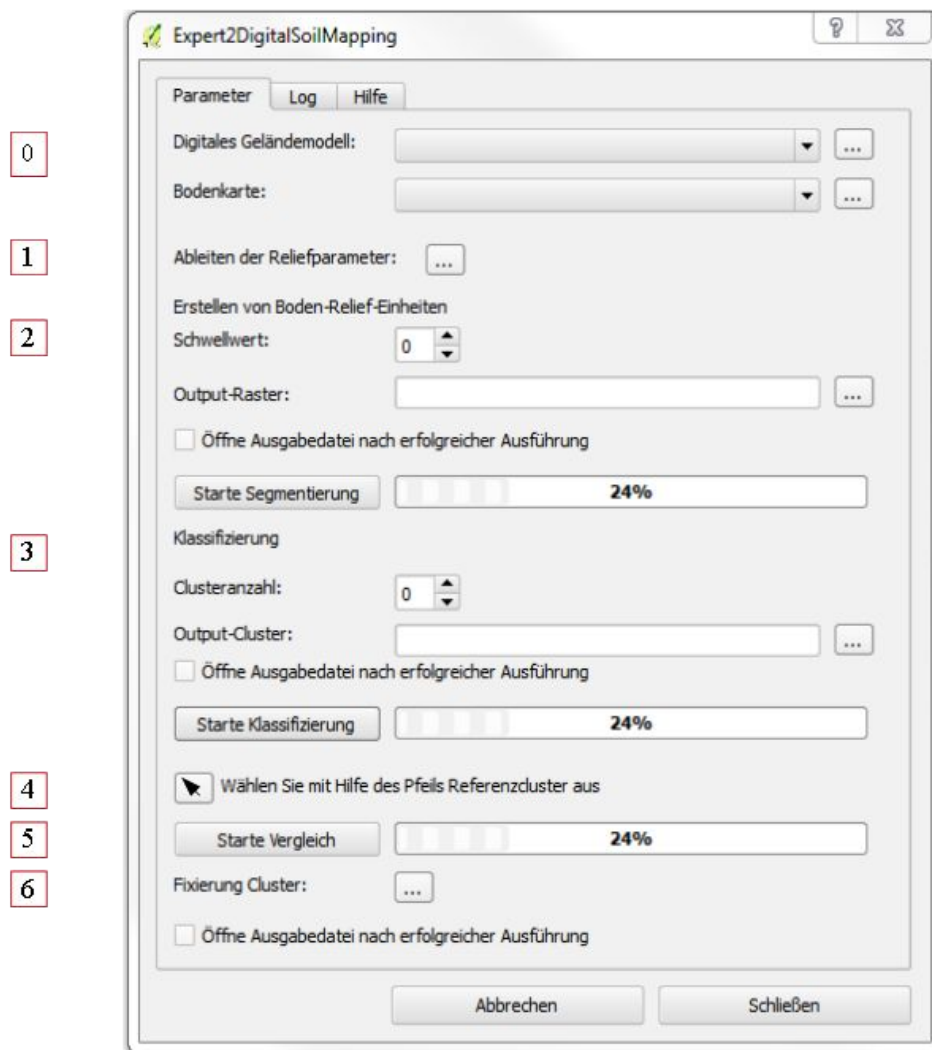 Expert2DigitalSoilMapping
Parameter Log Hilfe
0 Digitales Geländemodell: ...
Bodenkarte: ...
1 Ableiten der Reliefparameter: ...
Erstellen von Boden-Relief-Einheiten
2 Schwellwert: 0
Output-Raster: ...
Öffne Ausgabedatei nach erfolgreicher Ausführung
Starte Segmentierung 24%
3 Klassifizierung
Clusteranzahl: 0
Output-Cluster: ...
Öffne Ausgabedatei nach erfolgreicher Ausführung
Starte Klassifizierung 24%
4 Wählen Sie mit Hilfe des Pfeils Referenzcluster aus
5 Starte Vergleich 24%
6 Fixierung Cluster: ...
Öffne Ausgabedatei nach erfolgreicher Ausführung
Abbrechen Schließen